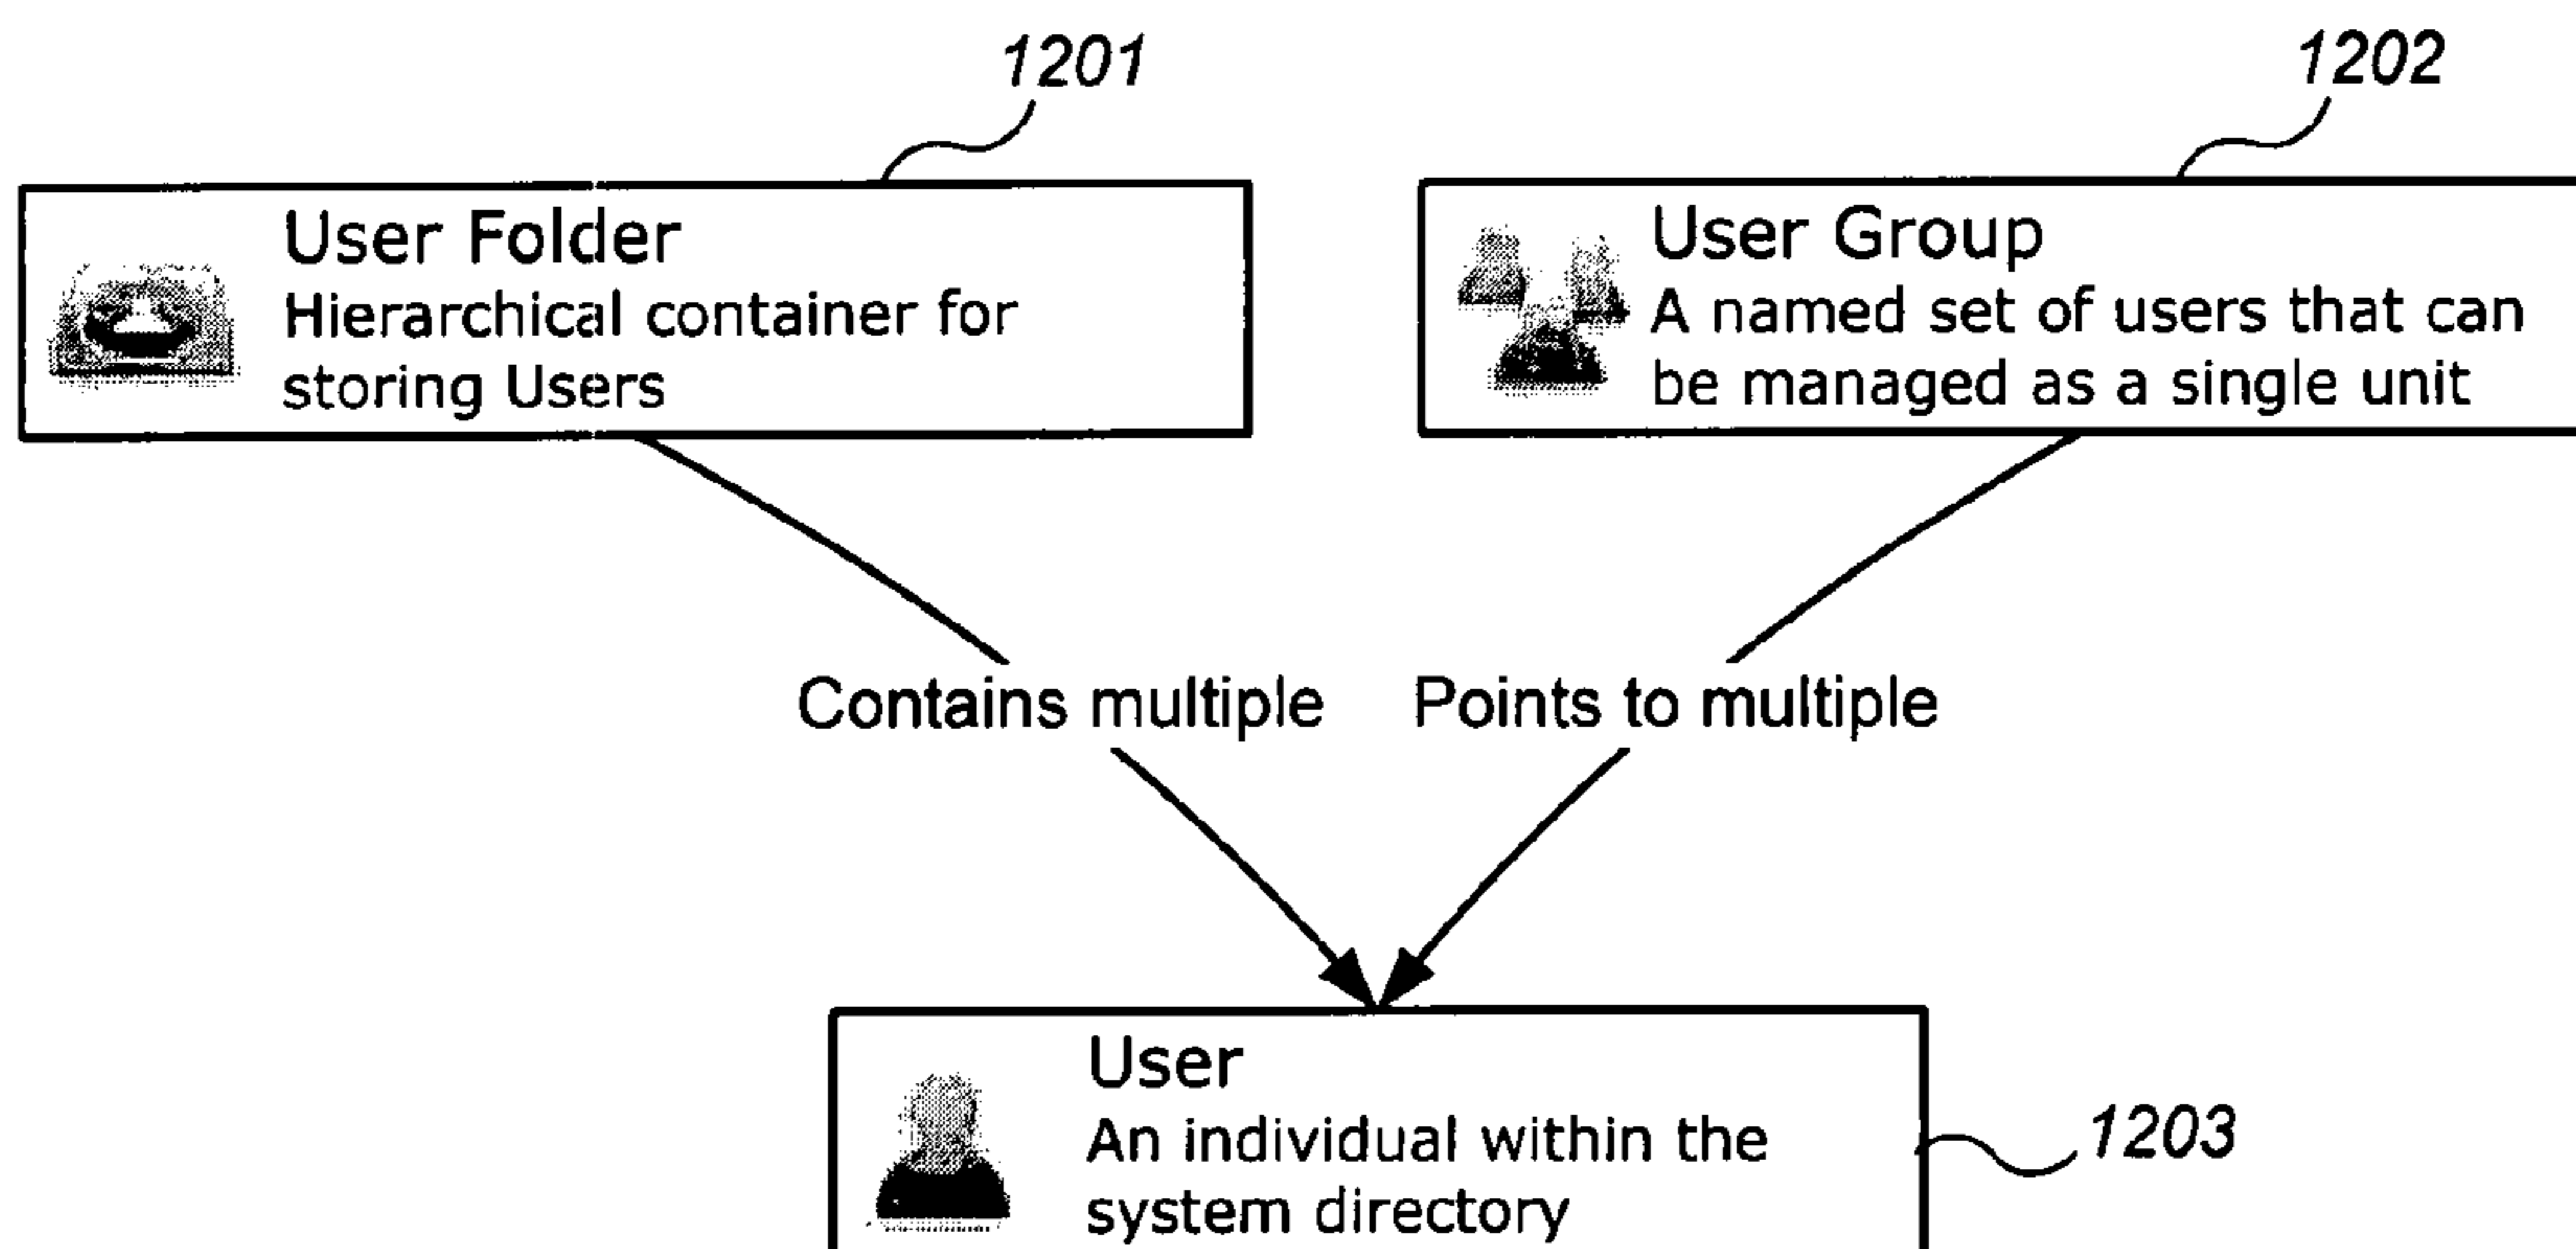 1201
1202
User Folder
Hierarchical container for
storing Users
User Group
A named set of users that can
be managed as a single unit
Contains multiple
Points to multiple
User
An individual within the
system directory
1203